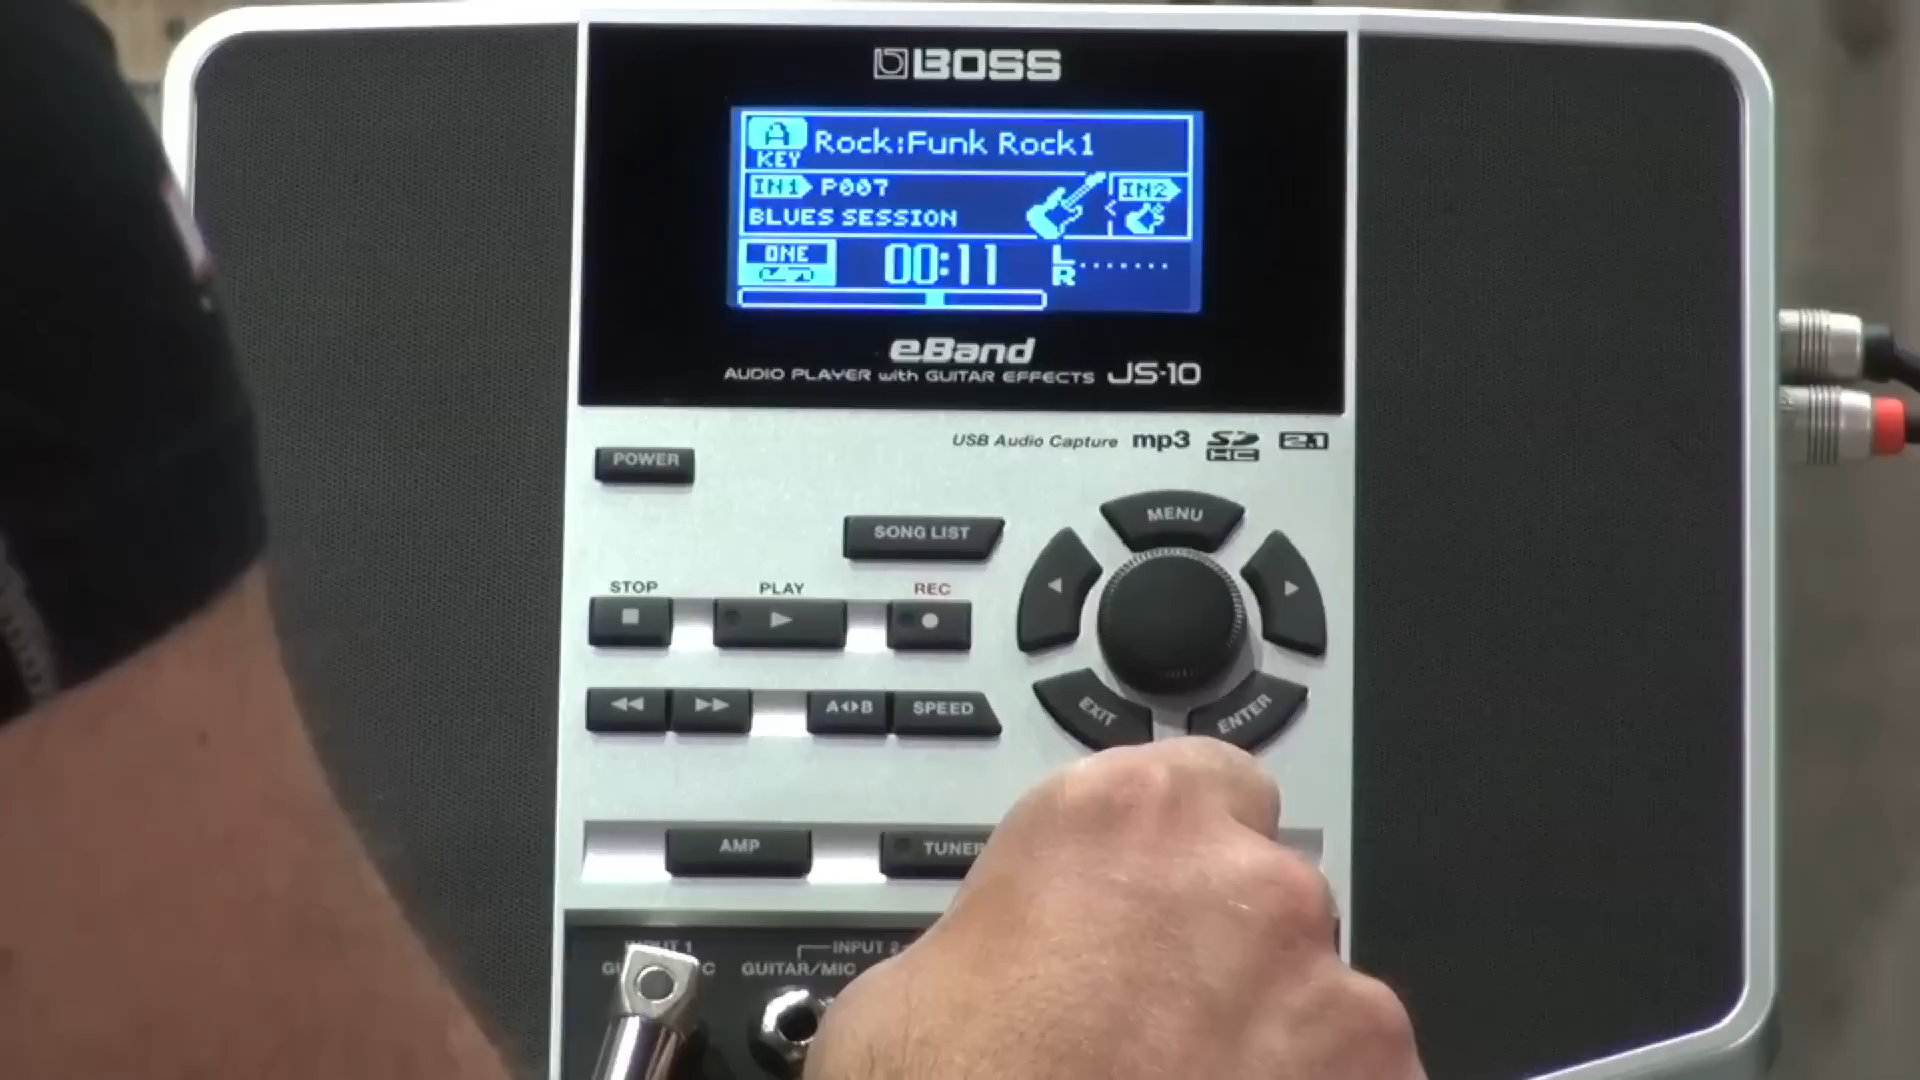 BOSS
A Rock:Funk Rock1
KEY
IN1 P007 IN2
BLUES SESSION
ONE 00:11 L
R
eBand
AUDIO PLAYER with GUITAR EFFECTS JS-10
USB Audio Capture mp3 SD HC 2.1
POWER
MENU
SONG LIST
STOP PLAY REC
A B SPEED
EXIT ENTER
AMP TUNER
INPUT 1 INPUT 2
GUITAR/MIC